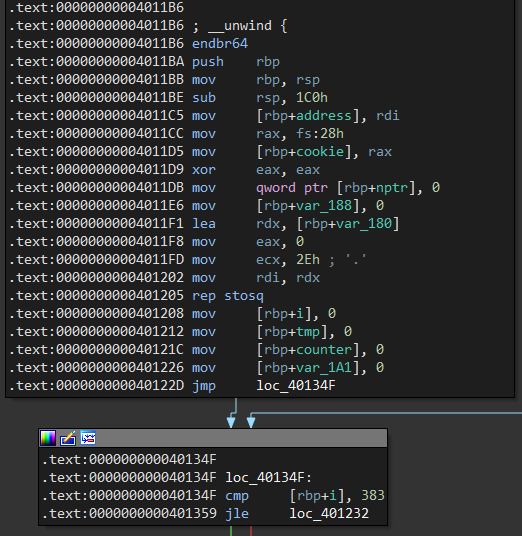 .text:00000000004011B6
.text:00000000004011B6 ; __unwind {
.text:00000000004011B6 endbr64
.text:00000000004011BA push rbp
.text:00000000004011BB mov rbp, rsp
.text:00000000004011BE sub rsp, 1C0h
.text:00000000004011C5 mov [rbp+address], rdi
.text:00000000004011CC mov rax, fs:28h
.text:00000000004011D5 mov [rbp+cookie], rax
.text:00000000004011D9 xor eax, eax
.text:00000000004011DB mov qword ptr [rbp+nptr], 0
.text:00000000004011E6 mov [rbp+var_188], 0
.text:00000000004011F1 lea rdx, [rbp+var_180]
.text:00000000004011F8 mov eax, 0
.text:00000000004011FD mov ecx, 2Eh ; '.'
.text:0000000000401202 mov rdi, rdx
.text:0000000000401205 rep stosq
.text:0000000000401208 mov [rbp+i], 0
.text:0000000000401212 mov [rbp+tmp], 0
.text:000000000040121C mov [rbp+counter], 0
.text:0000000000401226 mov [rbp+var_1A1], 0
.text:000000000040122D jmp loc_40134F
.text:000000000040134F
.text:000000000040134F loc_40134F:
.text:000000000040134F cmp [rbp+i], 383
.text:0000000000401359 jle loc_401232